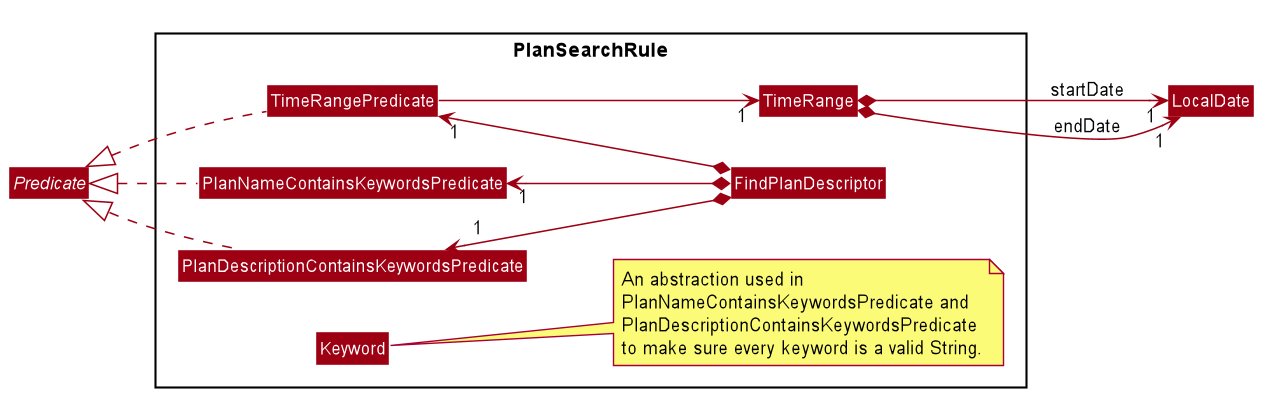 PlanSearchRule
TimeRangePredicate
1
TimeRange
startDate
1
LocalDate
endDate
1
1
Predicate
PlanNameContainsKeywordsPredicate
1
FindPlanDescriptor
1
PlanDescriptionContainsKeywordsPredicate
An abstraction used in
PlanNameContainsKeywordsPredicate and
PlanDescriptionContainsKeywordsPredicate
to make sure every keyword is a valid String.
Keyword